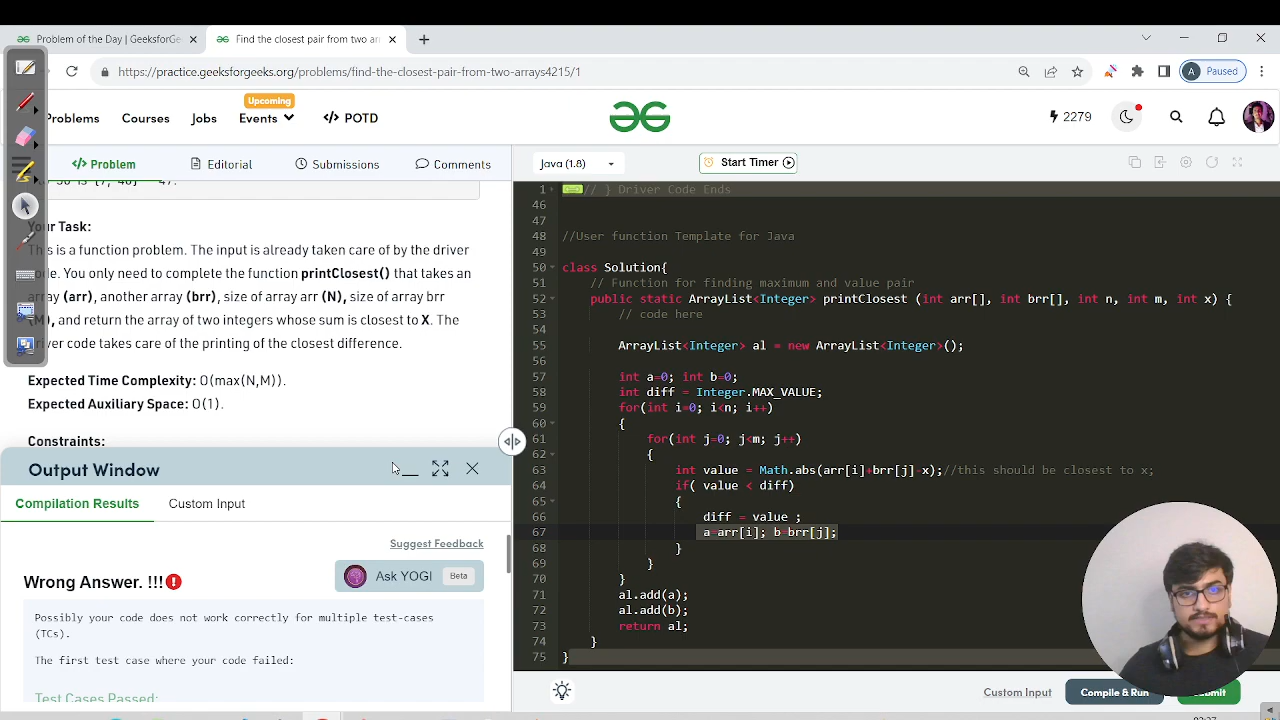 Problem of the Day | GeeksforGe
Find the closest pair from two arr
https://practice.geeksforgeeks.org/problems/find-the-closest-pair-from-two-arrays4215/1
A Paused
Problems
Courses
Jobs
Upcoming
Events
</> POTD
2279
</> Problem
Editorial
Submissions
Comments
Java (1.8)
Start Timer
Your Task:
This is a function problem. The input is already taken care of by the driver
code. You only need to complete the function printClosest() that takes an
array (arr), another array (brr), size of array arr (N), size of array brr
(M), and return the array of two integers whose sum is closest to X. The
driver code takes care of the printing of the closest difference.
Expected Time Complexity: O(max(N,M)).
Expected Auxiliary Space: O(1).
Constraints:
Output Window
Compilation Results
Custom Input
Suggest Feedback
Wrong Answer. !!!
Ask YOGI Beta
Possibly your code does not work correctly for multiple test-cases
(TCs).
The first test case where your code failed:
Test Cases Passed:
1 // } Driver Code Ends
46
47
48 //User function Template for Java
49
50 class Solution{
51 // Function for finding maximum and value pair
52 public static ArrayList<Integer> printClosest (int arr[], int brr[], int n, int m, int x) {
53 // code here
54
55 ArrayList<Integer> al = new ArrayList<Integer>();
56
57 int a=0; int b=0;
58 int diff = Integer.MAX_VALUE;
59 for(int i=0; i<n; i++)
60 {
61 for(int j=0; j<m; j++)
62 {
63 int value = Math.abs(arr[i]+brr[j]-x);//this should be closest to x;
64 if( value < diff)
65 {
66 diff = value ;
67 a=arr[i]; b=brr[j];
68 }
69 }
70 }
71 al.add(a);
72 al.add(b);
73 return al;
74 }
75 }
Custom Input
Compile & Run